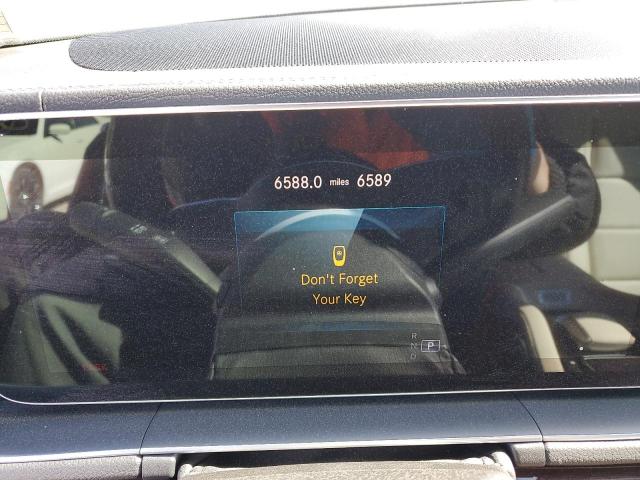 6588.0 miles 6589
Don't Forget
Your Key
R
N P
D